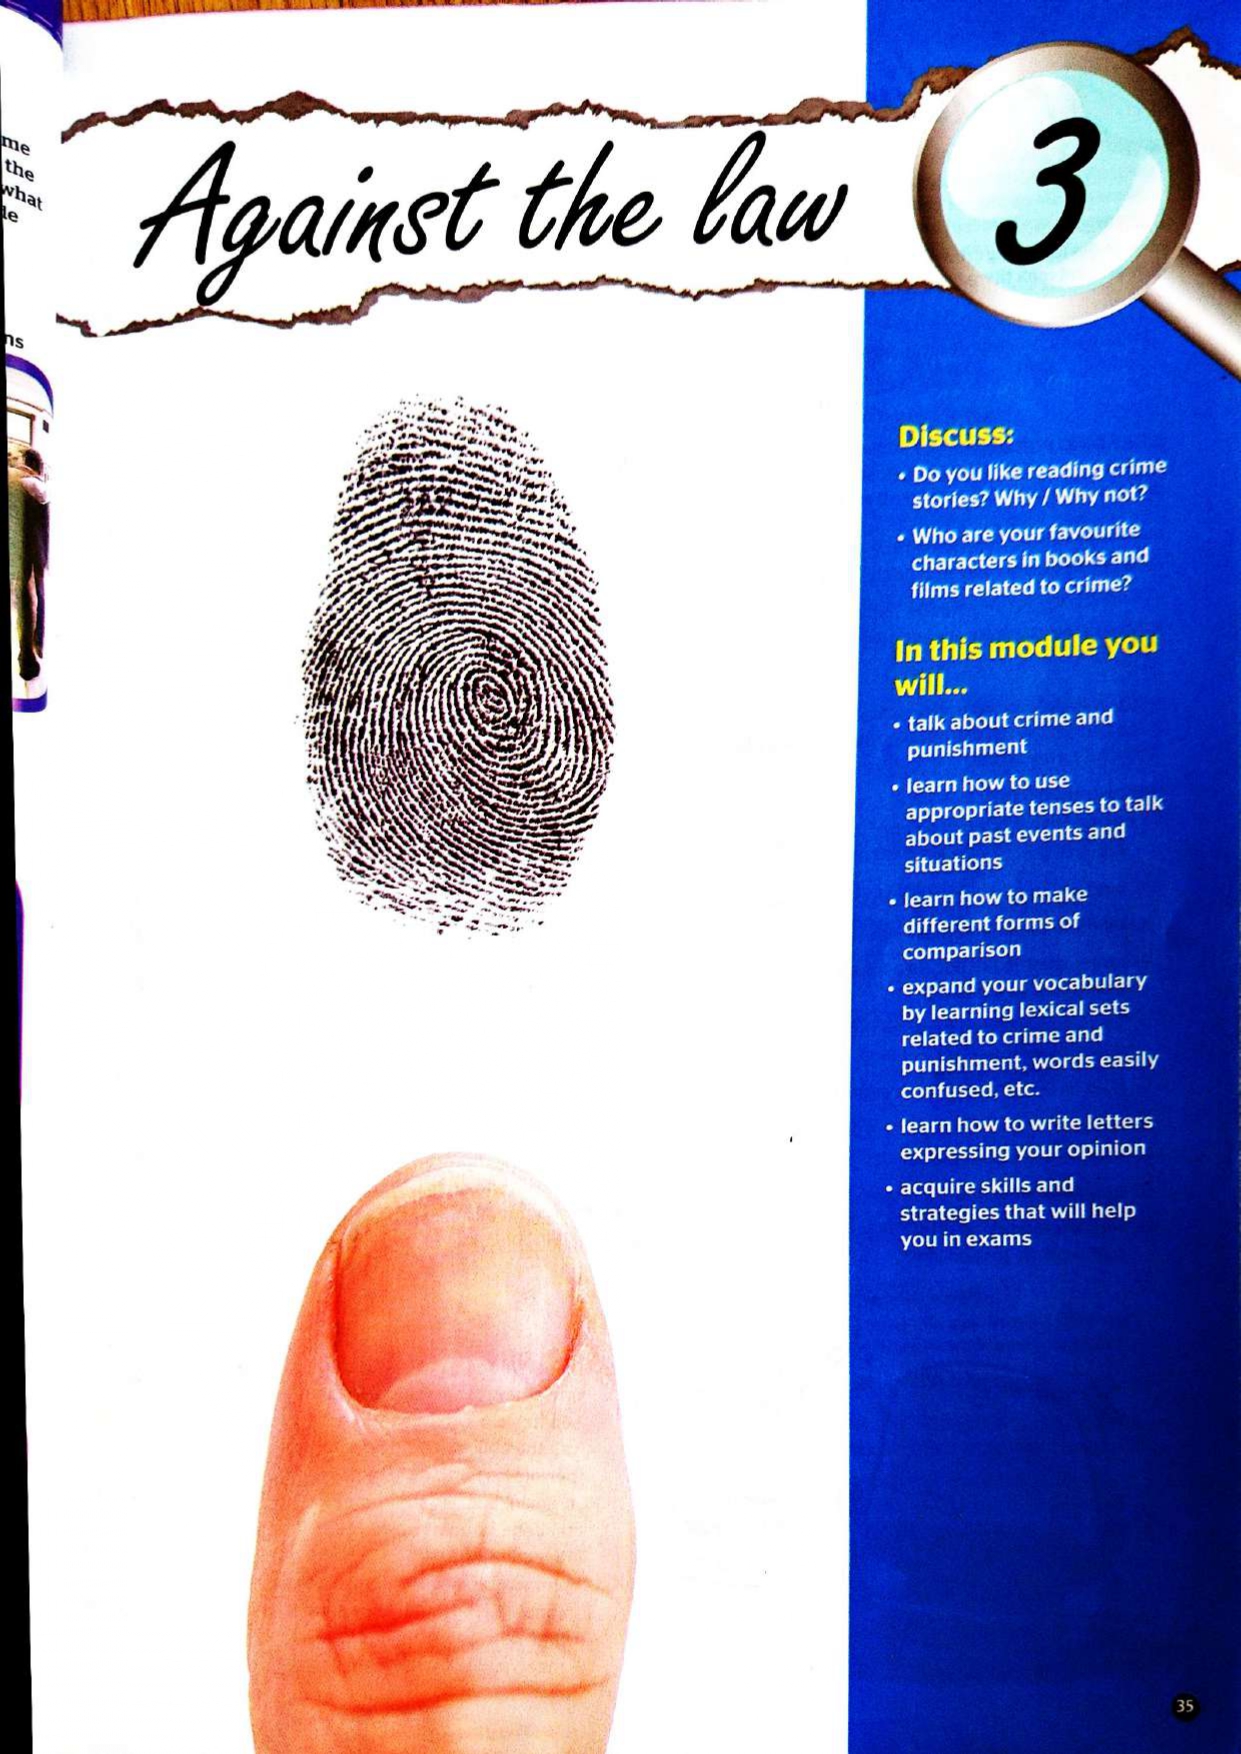 me
the
what
Against the law
3
Discuss:
• Do you like reading crime
stories? Why / Why not?
• Who are your favourite
characters in books and
films related to crime?
In this module you
will...
• talk about crime and
punishment
• learn how to use
appropriate tenses to talk
about past events and
situations
• learn how to make
different forms of
comparison
• expand your vocabulary
by learning lexical sets
related to crime and
punishment, words easily
confused, etc.
• learn how to write letters
expressing your opinion
• acquire skills and
strategies that will help
you in exams
35